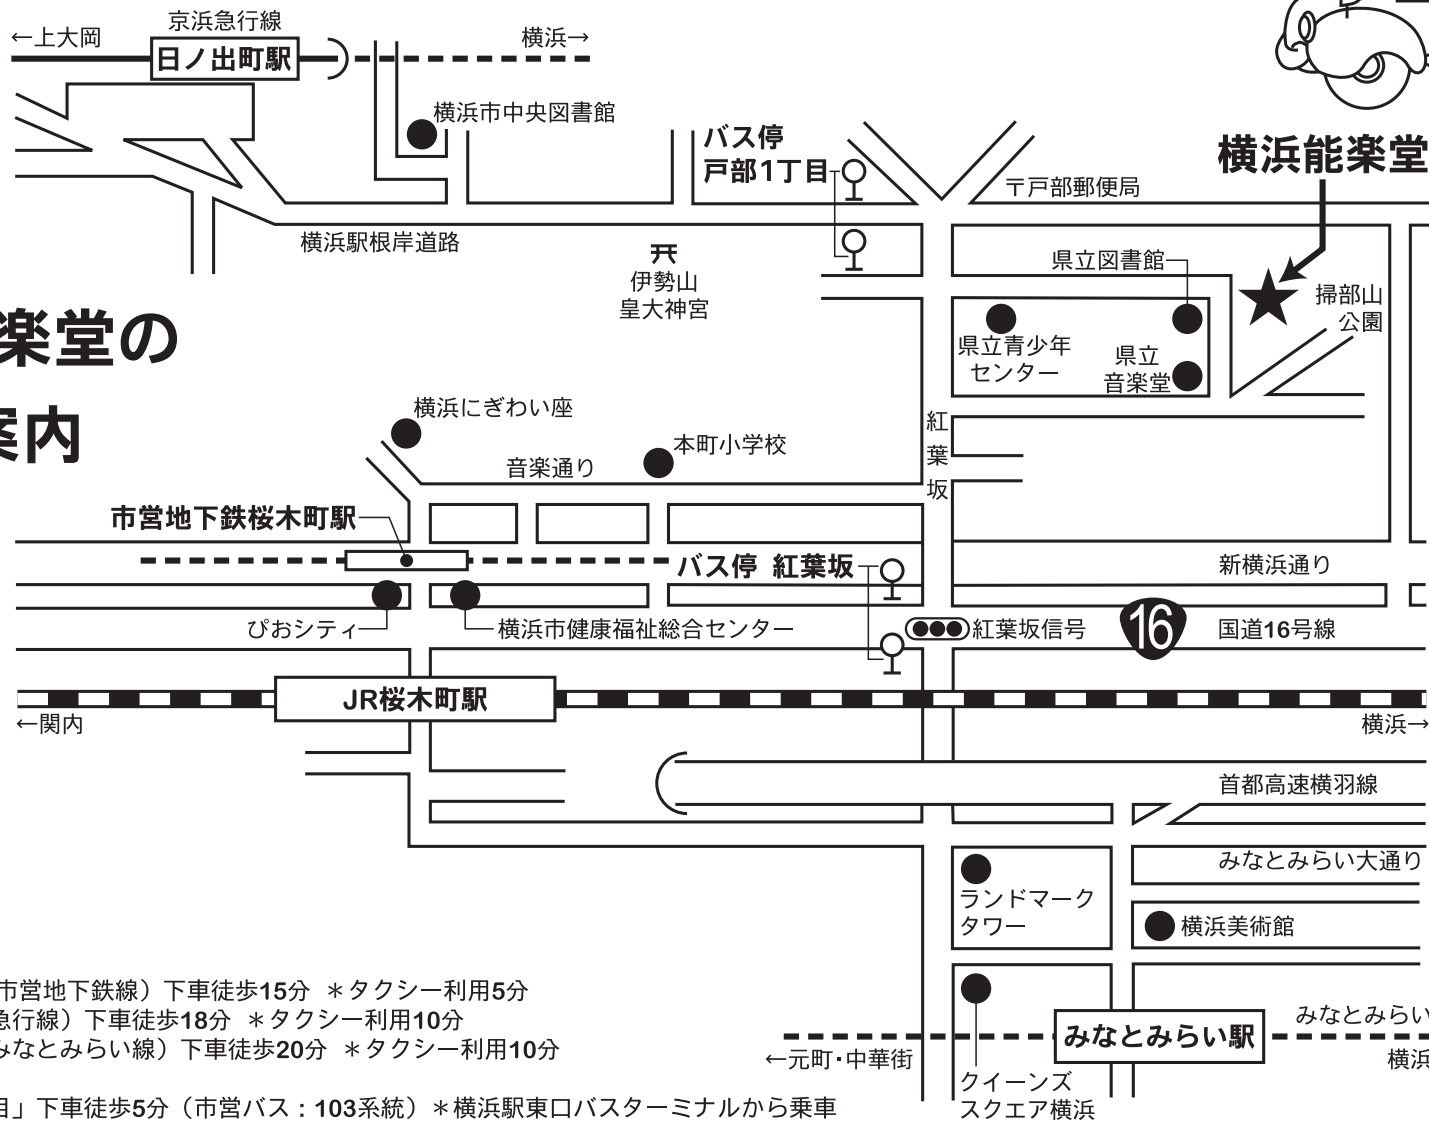 京浜急行線
←上大岡
日ノ出町駅
横浜→
横浜市中央図書館
バス停
戸部1丁目
横浜能楽堂
〒戸部郵便局
横浜駅根岸道路
伊勢山
皇大神宮
県立図書館
掃部山
公園
県立青少年
センター
県立
音楽堂
楽堂の
案内
横浜にぎわい座
本町小学校
音楽通り
紅葉坂
市営地下鉄桜木町駅
バス停 紅葉坂
新横浜通り
ぴおシティ
横浜市健康福祉総合センター
紅葉坂信号
16
国道16号線
JR桜木町駅
←関内
横浜→
首都高速横羽線
みなとみらい大通り
ランドマーク
タワー
横浜美術館
市営地下鉄線）下車徒歩15分 ＊タクシー利用5分
急行線）下車徒歩18分 ＊タクシー利用10分
みなとみらい線）下車徒歩20分 ＊タクシー利用10分
みなとみらい
みなとみらい駅
←元町・中華街
横浜
クイーンズ
スクエア横浜
目」下車徒歩5分（市営バス：103系統）＊横浜駅東口バスターミナルから乗車